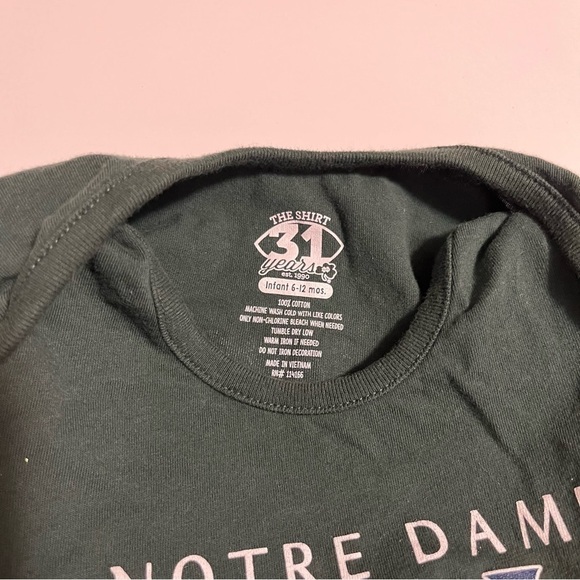 THE SHIRT
31
years
est. 1990
Infant 6-12 mos.
100% COTTON
MACHINE WASH COLD WITH LIKE COLORS
ONLY NON-CHLORINE BLEACH WHEN NEEDED
TUMBLE DRY LOW
WARM IRON IF NEEDED
DO NOT IRON DECORATION
MADE IN VIETNAM
RN# 114166
NOTRE DAM